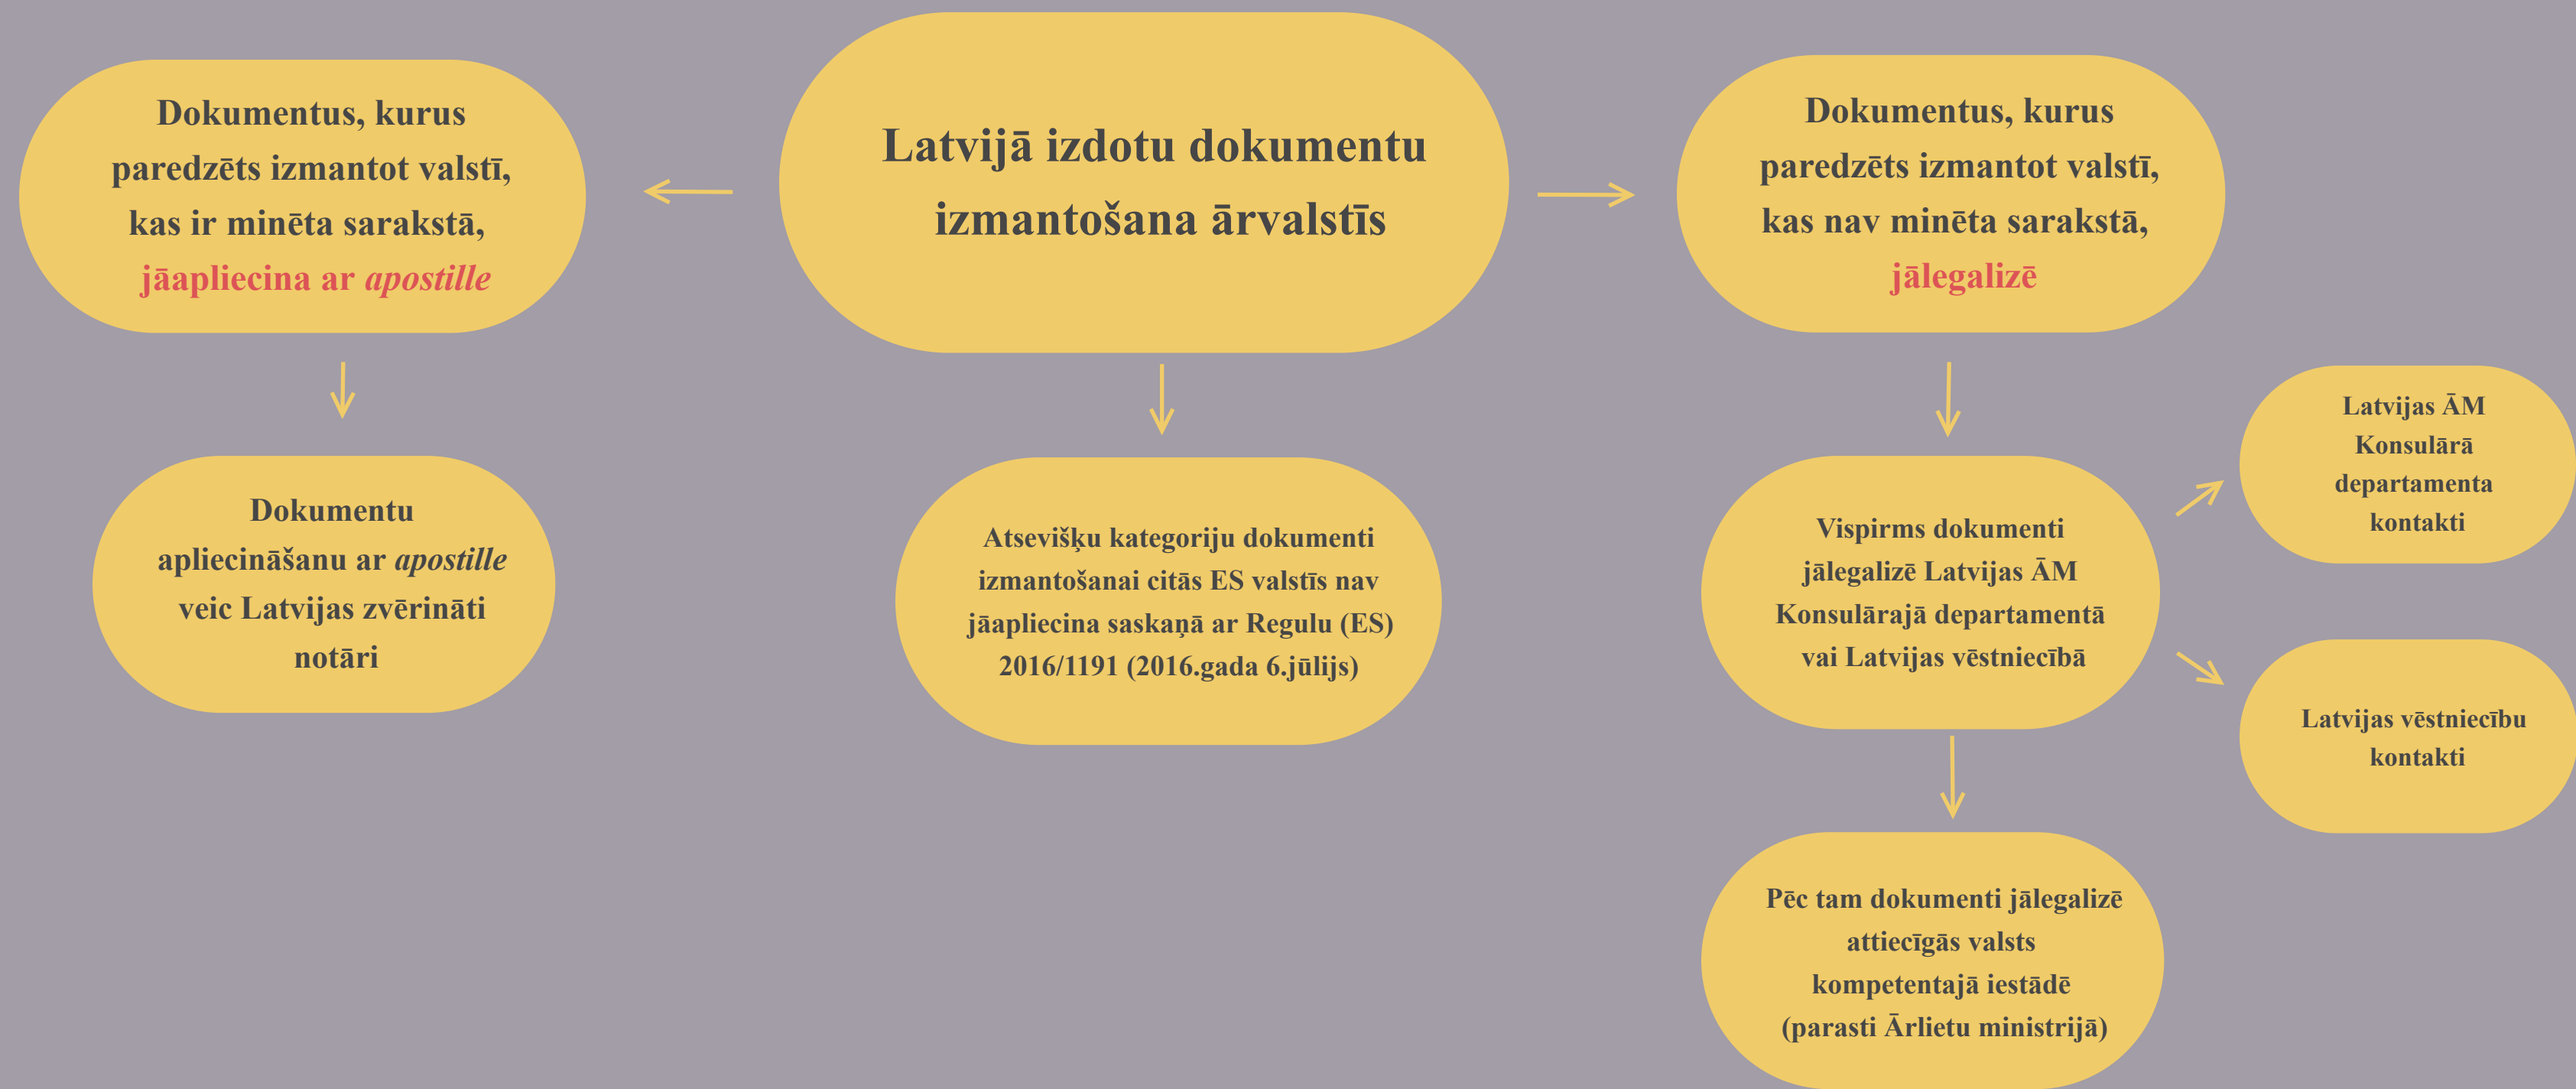 Latvijā izdotu dokumentu
izmantošana ārvalstīs
Dokumentus, kurus
paredzēts izmantot valstī,
kas ir minēta sarakstā,
jāapliecina ar apostille
Dokumentu
apliecināšanu ar apostille
veic Latvijas zvērināti
notāri
Atsevišķu kategoriju dokumenti
izmantošanai citās ES valstīs nav
jāapliecina saskaņā ar Regulu (ES)
2016/1191 (2016.gada 6.jūlijs)
Dokumentus, kurus
paredzēts izmantot valstī,
kas nav minēta sarakstā,
jālegalizē
Vispirms dokumenti
jālegalizē Latvijas ĀM
Konsulārajā departamentā
vai Latvijas vēstniecībā
Latvijas ĀM
Konsulārā
departamenta
kontakti
Latvijas vēstniecību
kontakti
Pēc tam dokumenti jālegalizē
attiecīgās valsts
kompetentajā iestādē
(parasti Ārlietu ministrijā)